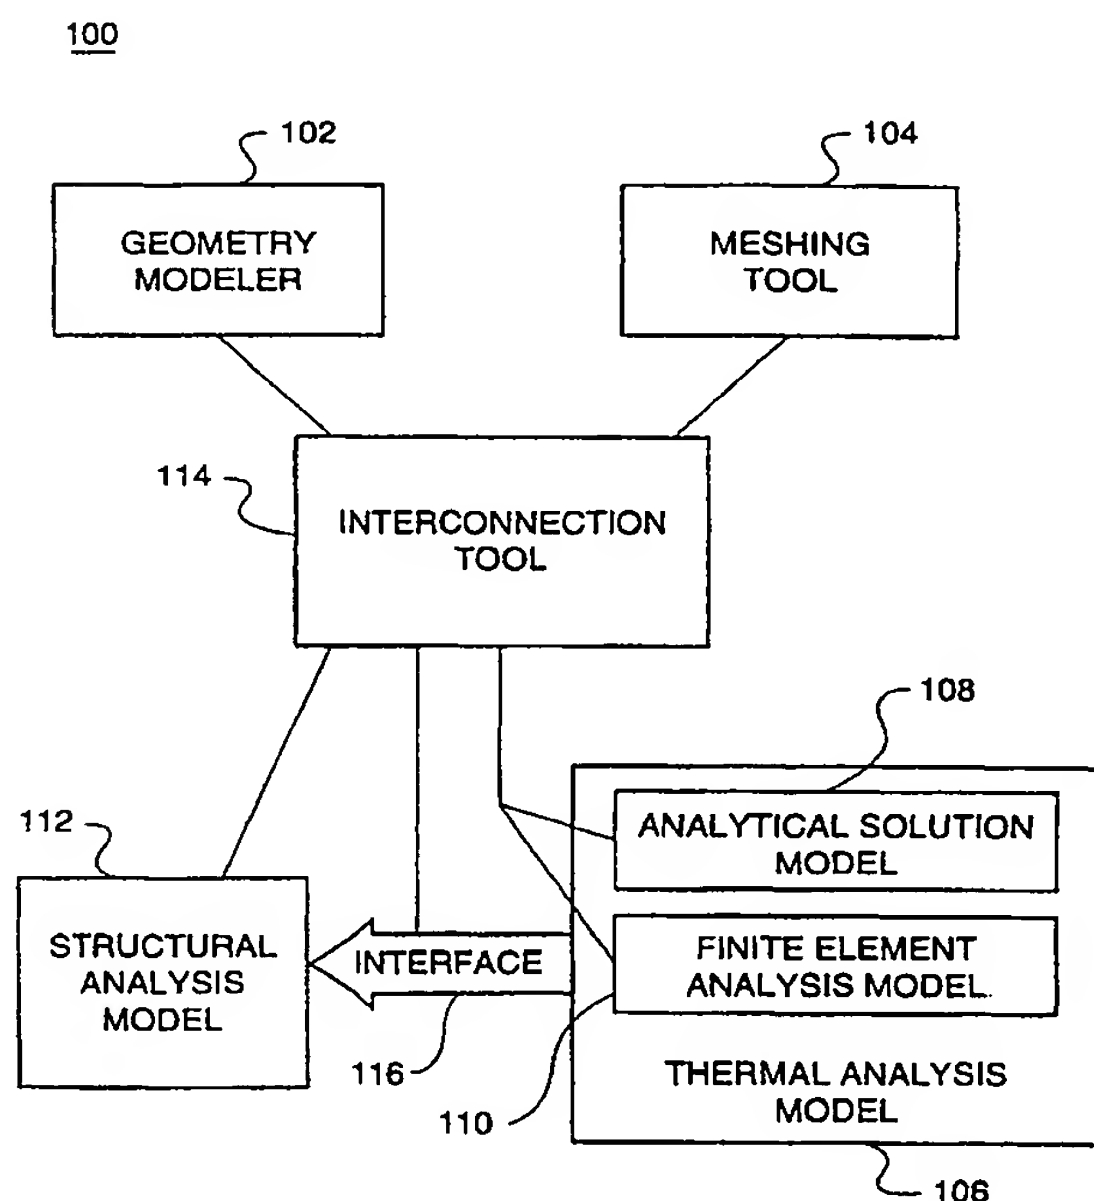 100
102
104
GEOMETRY
MODELER
MESHING
TOOL
114
INTERCONNECTION
TOOL
108
ANALYTICAL SOLUTION
MODEL
112
STRUCTURAL
ANALYSIS
MODEL
INTERFACE
FINITE ELEMENT
ANALYSIS MODEL
116
110
THERMAL ANALYSIS
MODEL
106